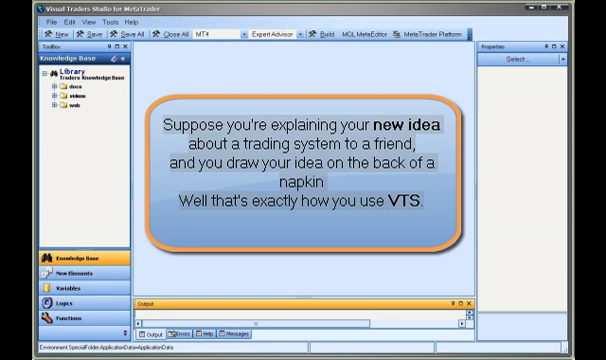 Visual Traders Studio for MetaTrader
File Edit View Tools Help
New Save Save All Close All MT4 Expert Advisor Build MQL MetaEditor MetaTrader Platform
Toolbox
Properties
Knowledge Base
Select...
Library
Traders Knowledge Base
docs
videos
web
Suppose you're explaining your new idea
about a trading system to a friend,
and you draw your idea on the back of a
napkin
Well that's exactly how you use VTS.
Knowledge Base
New Elements
Variables
Logics
Functions
Output
Output Errors Help Messages
Environment.SpecialFolder.ApplicationData=ApplicationData